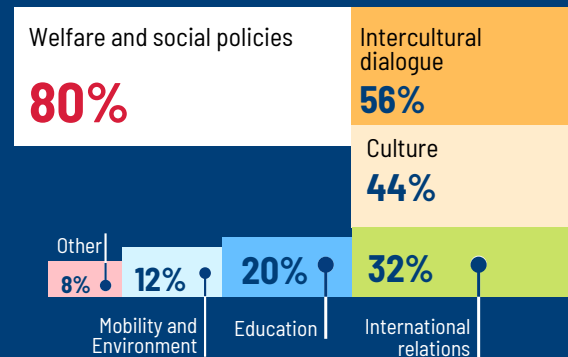 Welfare and social policies
80%
Intercultural
dialogue
56%
Culture
44%
Other
8%
12%
20%
32%
Mobility and
Environment
Education
International
relations